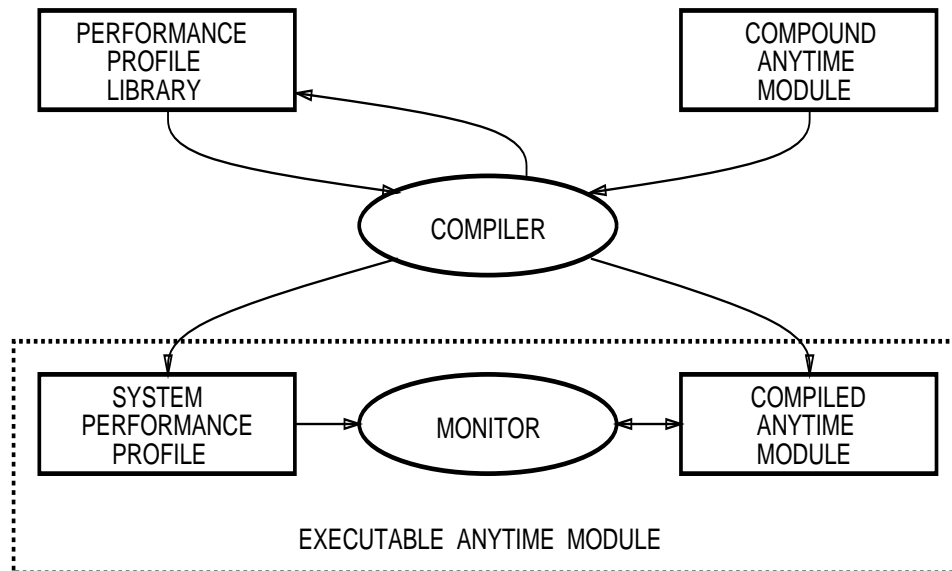 PERFORMANCE
PROFILE
LIBRARY
COMPOUND
ANYTIME
MODULE
COMPILER
SYSTEM
PERFORMANCE
PROFILE
MONITOR
COMPILED
ANYTIME
MODULE
EXECUTABLE ANYTIME MODULE